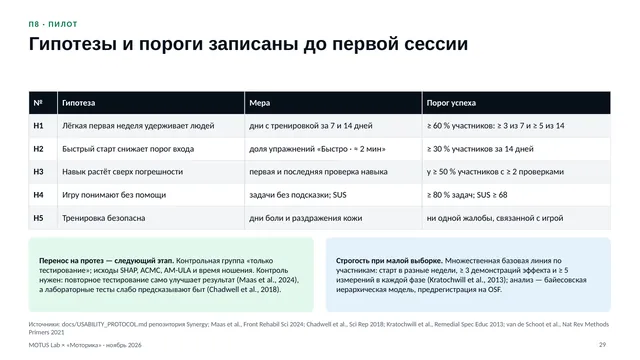 П8 · ПИЛОТ
Гипотезы и пороги записаны до первой сессии
№ Гипотеза Мера Порог успеха
H1 Лёгкая первая неделя удерживает людей дни с тренировкой за 7 и 14 дней ≥ 60 % участников: ≥ 3 из 7 и ≥ 5 из 14
H2 Быстрый старт снижает порог входа доля упражнений «Быстро · ≈ 2 мин» ≥ 30 % участников за 14 дней
H3 Навык растёт сверх погрешности первая и последняя проверка навыка у ≥ 50 % участников с ≥ 2 проверками
H4 Игру понимают без помощи задачи без подсказки; SUS ≥ 80 % задач; SUS ≥ 68
H5 Тренировка безопасна дни боли и раздражения кожи ни одной жалобы, связанной с игрой
Перенос на протез — следующий этап. Контрольная группа «только
тестирование»; исходы SHAP, ACMC, AM-ULA и время ношения. Контроль
нужен: повторное тестирование само улучшает результат (Maas et al., 2024),
а лабораторные тесты слабо предсказывают быт (Chadwell et al., 2018).
Строгость при малой выборке. Множественная базовая линия по
участникам: старт в разные недели, ≥ 3 демонстраций эффекта и ≥ 5
измерений в каждой фазе (Kratochwill et al., 2013); анализ — байесовская
иерархическая модель, предрегистрация на OSF.
Источники: docs/USABILITY_PROTOCOL.md репозитория Synergy; Maas et al., Front Rehabil Sci 2024; Chadwell et al., Sci Rep 2018; Kratochwill et al., Remedial Spec Educ 2013; van de Schoot et al., Nat Rev Methods
Primers 2021
MOTUS Lab × «Моторика» · ноябрь 2026
29